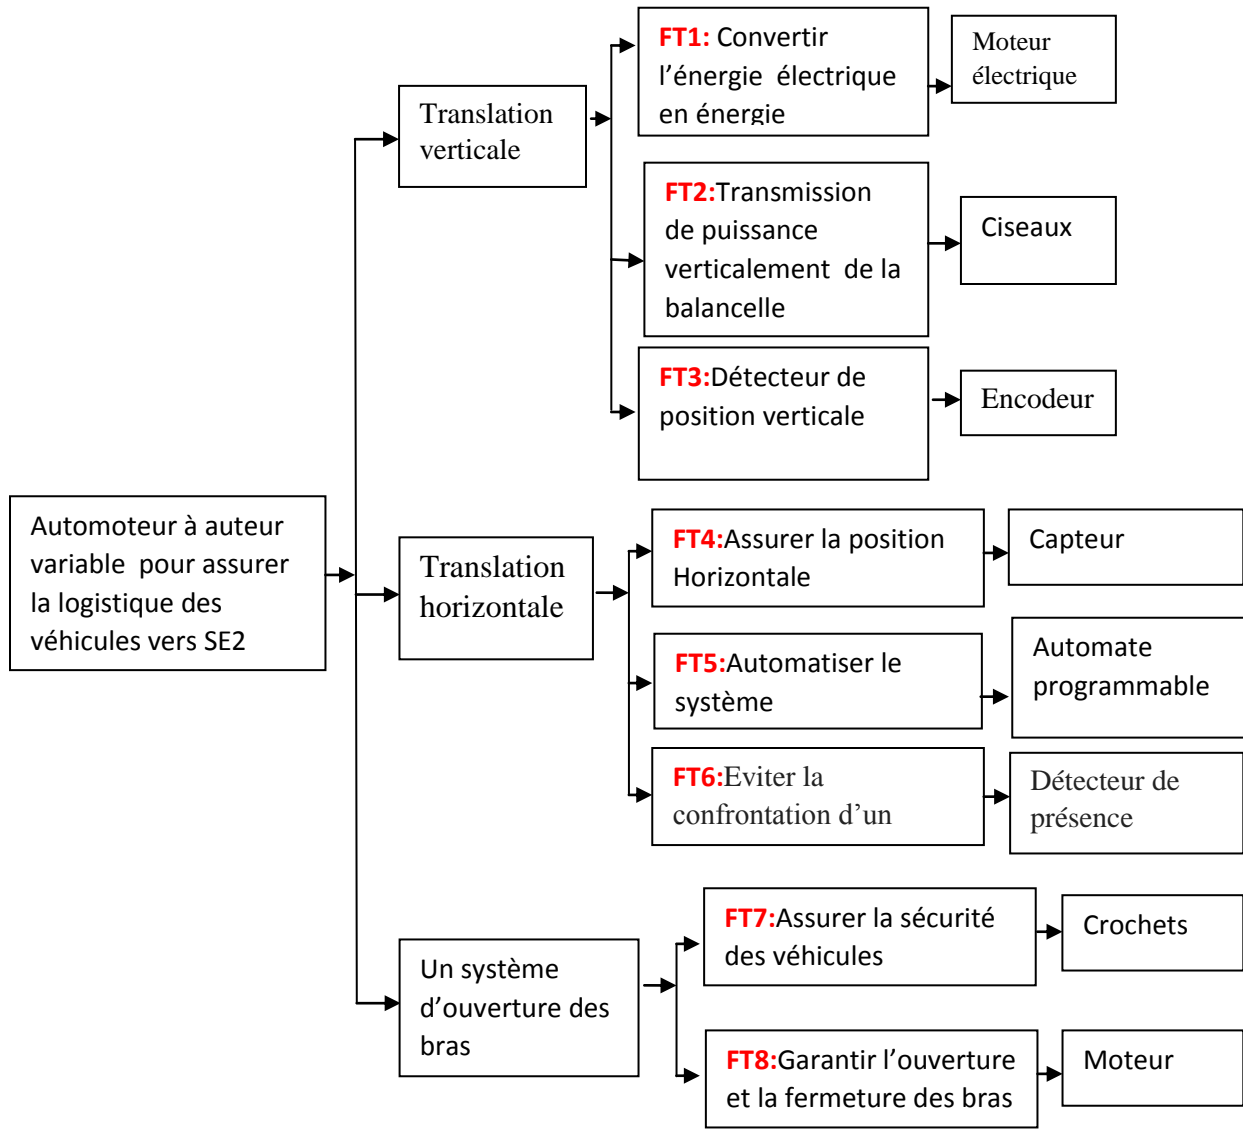 FT1: Convertir
l’énergie électrique
en énergie
Moteur
électrique
Translation
verticale
FT2:Transmission
de puissance
verticalement de la
balancelle
Ciseaux
FT3:Détecteur de
position verticale
Encodeur
Automoteur à auteur
variable pour assurer
la logistique des
véhicules vers SE2
Translation
horizontale
FT4:Assurer la position
Horizontale
Capteur
FT5:Automatiser le
système
Automate
programmable
FT6:Eviter la
confrontation d’un
Détecteur de
présence
Un système
d’ouverture des
bras
FT7:Assurer la sécurité
des véhicules
Crochets
FT8:Garantir l’ouverture
et la fermeture des bras
Moteur